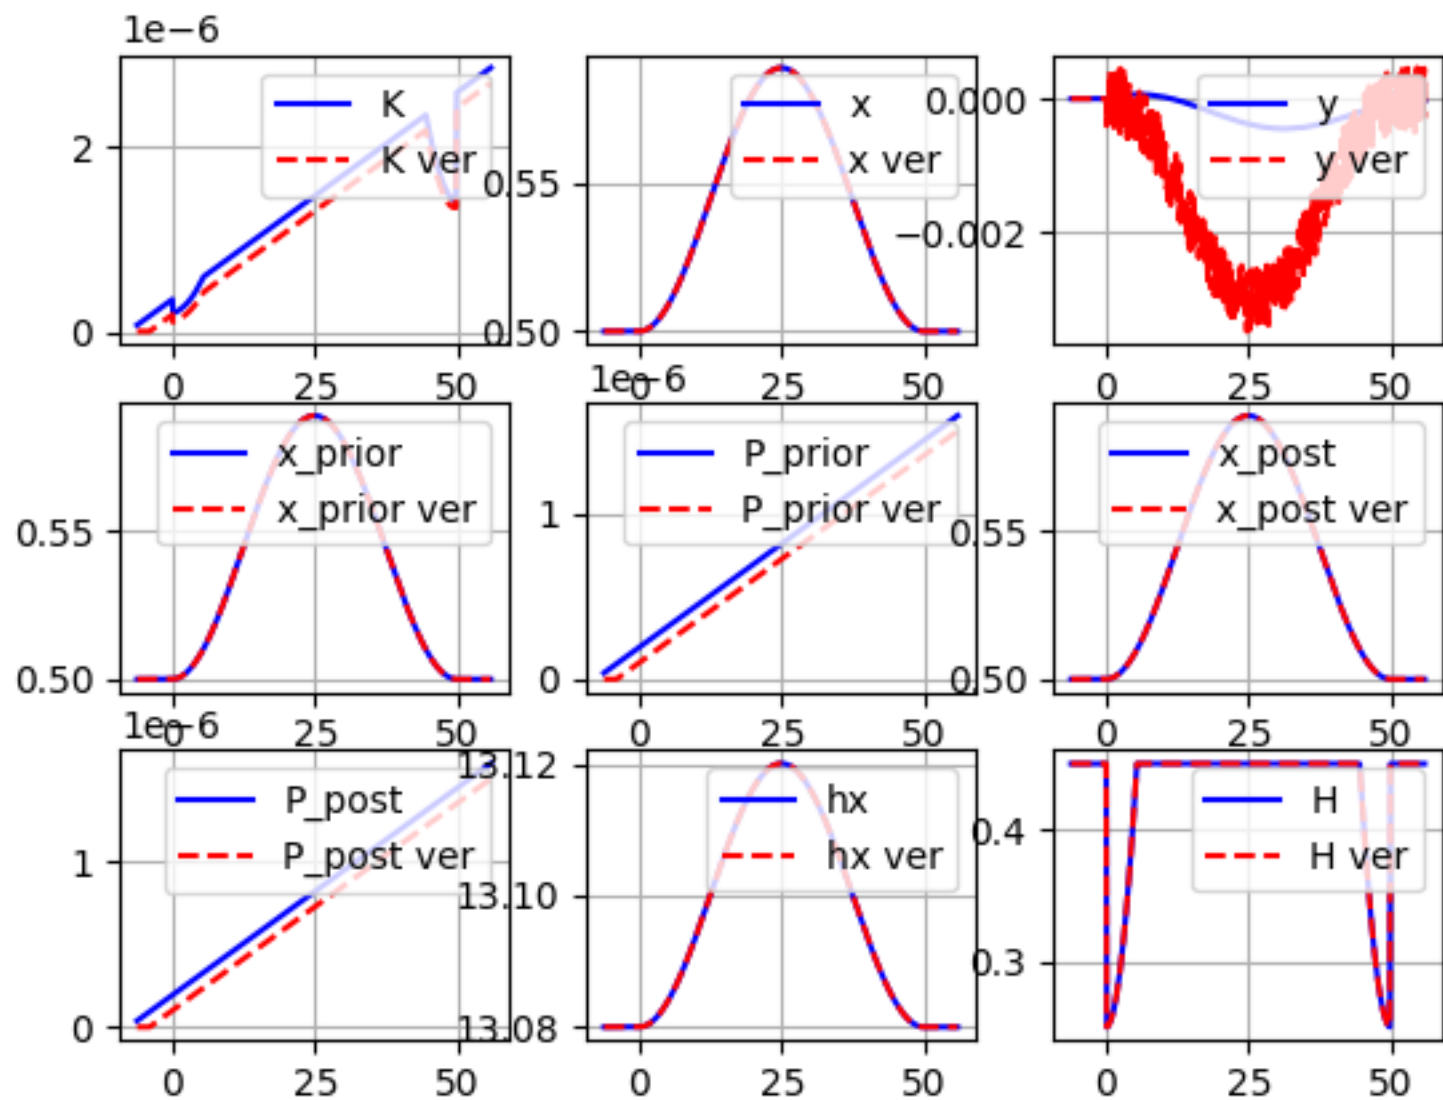 1e−6
K
K ver
2
0
0 25 50
x
x ver
0.55
0.50
0 25 50
y
y ver
0.000
−0.002
0 25 50
x_prior
x_prior ver
0.55
0.50
0 25 50
1e−6
P_prior
P_prior ver
1
0
0 25 50
x_post
x_post ver
0.55
0.50
0 25 50
1e−6
P_post
P_post ver
1
0
0 25 50
hx
hx ver
13.12
13.10
13.08
0 25 50
H
H ver
0.4
0.3
0 25 50